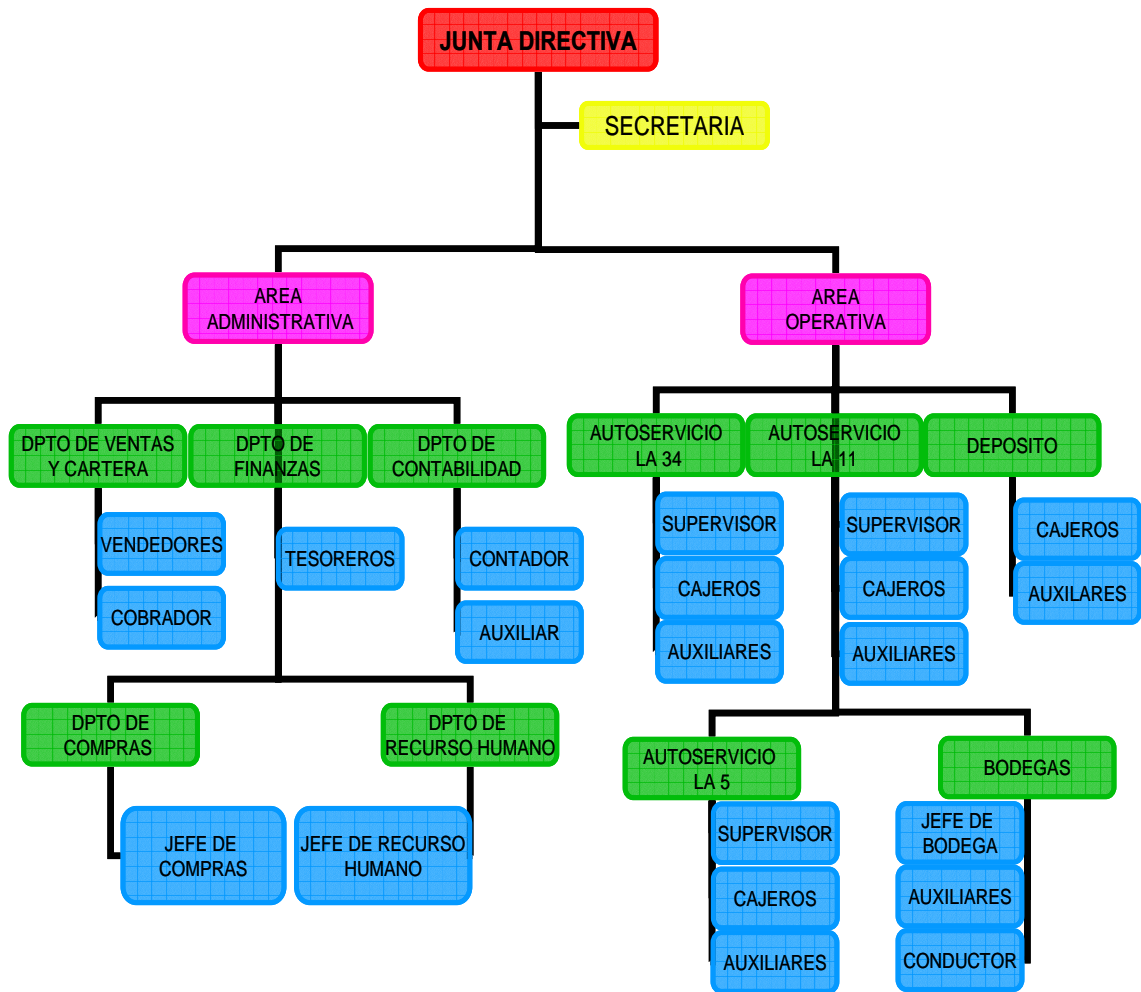 JUNTA DIRECTIVA
SECRETARIA
AREA
ADMINISTRATIVA
AREA
OPERATIVA
DPTO DE VENTAS
Y CARTERA
DPTO DE
FINANZAS
DPTO DE
CONTABILIDAD
AUTOSERVICIO
LA 34
AUTOSERVICIO
LA 11
DEPOSITO
VENDEDORES
COBRADOR
TESOREROS
CONTADOR
AUXILIAR
SUPERVISOR
CAJEROS
AUXILIARES
SUPERVISOR
CAJEROS
AUXILIARES
CAJEROS
AUXILARES
DPTO DE
COMPRAS
DPTO DE
RECURSO HUMANO
AUTOSERVICIO
LA 5
BODEGAS
JEFE DE
COMPRAS
JEFE DE RECURSO
HUMANO
SUPERVISOR
CAJEROS
AUXILIARES
JEFE DE
BODEGA
AUXILIARES
CONDUCTOR